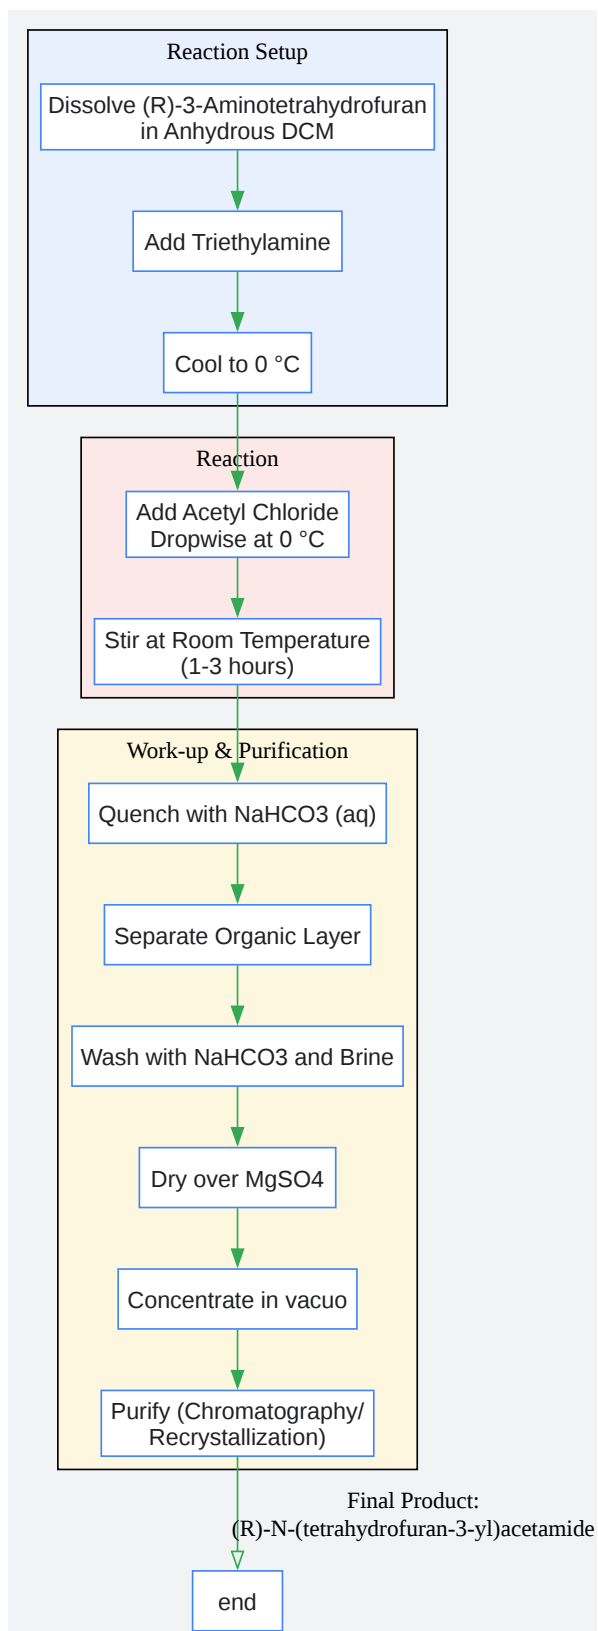 Reaction Setup
Dissolve (R)-3-Aminotetrahydrofuran
in Anhydrous DCM
Add Triethylamine
Cool to 0 °C
Reaction
Add Acetyl Chloride
Dropwise at 0 °C
Stir at Room Temperature
(1-3 hours)
Work-up & Purification
Quench with NaHCO3 (aq)
Separate Organic Layer
Wash with NaHCO3 and Brine
Dry over MgSO4
Concentrate in vacuo
Purify (Chromatography/
Recrystallization)
Final Product:
(R)-N-(tetrahydrofuran-3-yl)acetamide
end